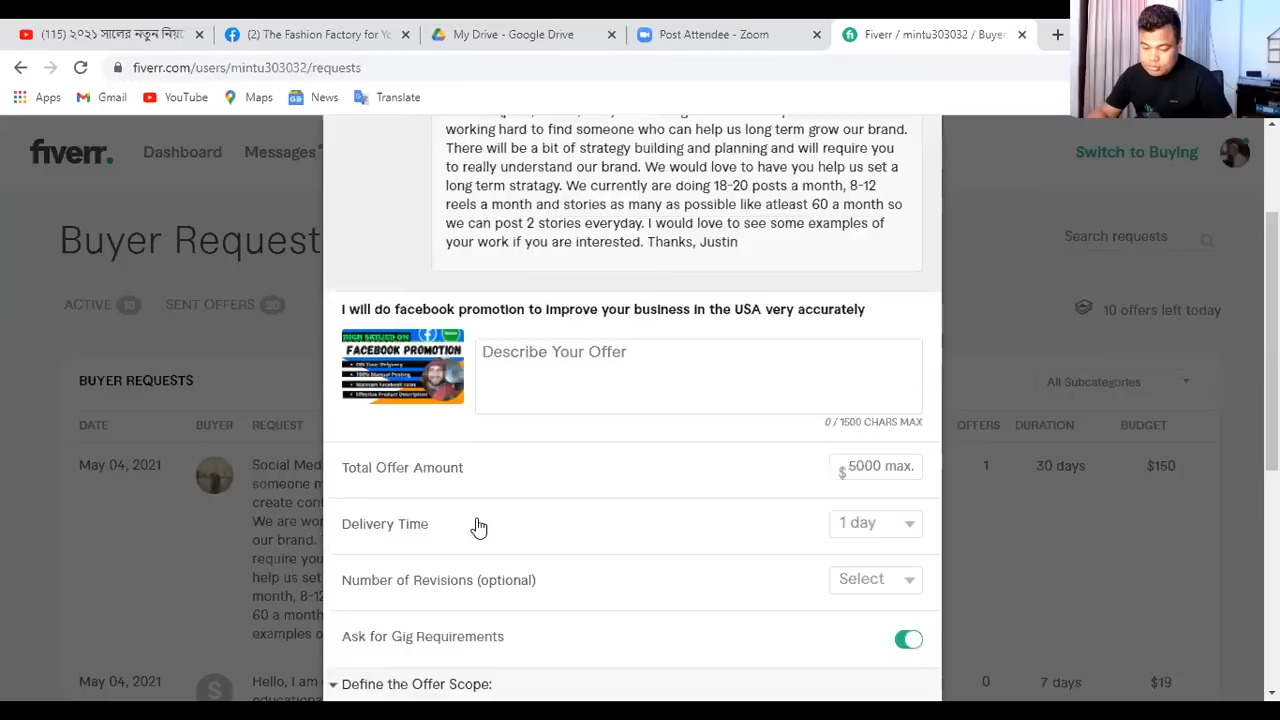 (115) ২০২১ সালের নতুন নিয়
(2) The Fashion Factory for Yo
My Drive - Google Drive
Post Attendee - Zoom
Fiverr / mintu303032 / Buyer
fiverr.com/users/mintu303032/requests
Apps
Gmail
YouTube
Maps
News
Translate
working hard to find someone who can help us long term grow our brand.
There will be a bit of strategy building and planning and will require you
to really understand our brand. We would love to have you help us set a
long term stratagy. We currently are doing 18-20 posts a month, 8-12
reels a month and stories as many as possible like atleast 60 a month so
we can post 2 stories everyday. I would love to see some examples of
your work if you are interested. Thanks, Justin
fiverr.
Dashboard
Messages
Switch to Buying
Buyer Request
Search requests
ACTIVE 10
SENT OFFERS 20
10 offers left today
I will do facebook promotion to improve your business in the USA very accurately
FACEBOOK PROMOTION
Describe Your Offer
0 / 1500 CHARS MAX
BUYER REQUESTS
All Subcategories
DATE
BUYER
REQUEST
OFFERS
DURATION
BUDGET
May 04, 2021
Social Med
someone m
create cont
We are wor
our brand. T
require you
help us set
month, 8-12
60 a month
examples o
1
30 days
$150
Total Offer Amount
$ 5000 max.
Delivery Time
1 day
Number of Revisions (optional)
Select
Ask for Gig Requirements
Define the Offer Scope:
May 04, 2021
S
Hello, I am
educationa
0
7 days
$19